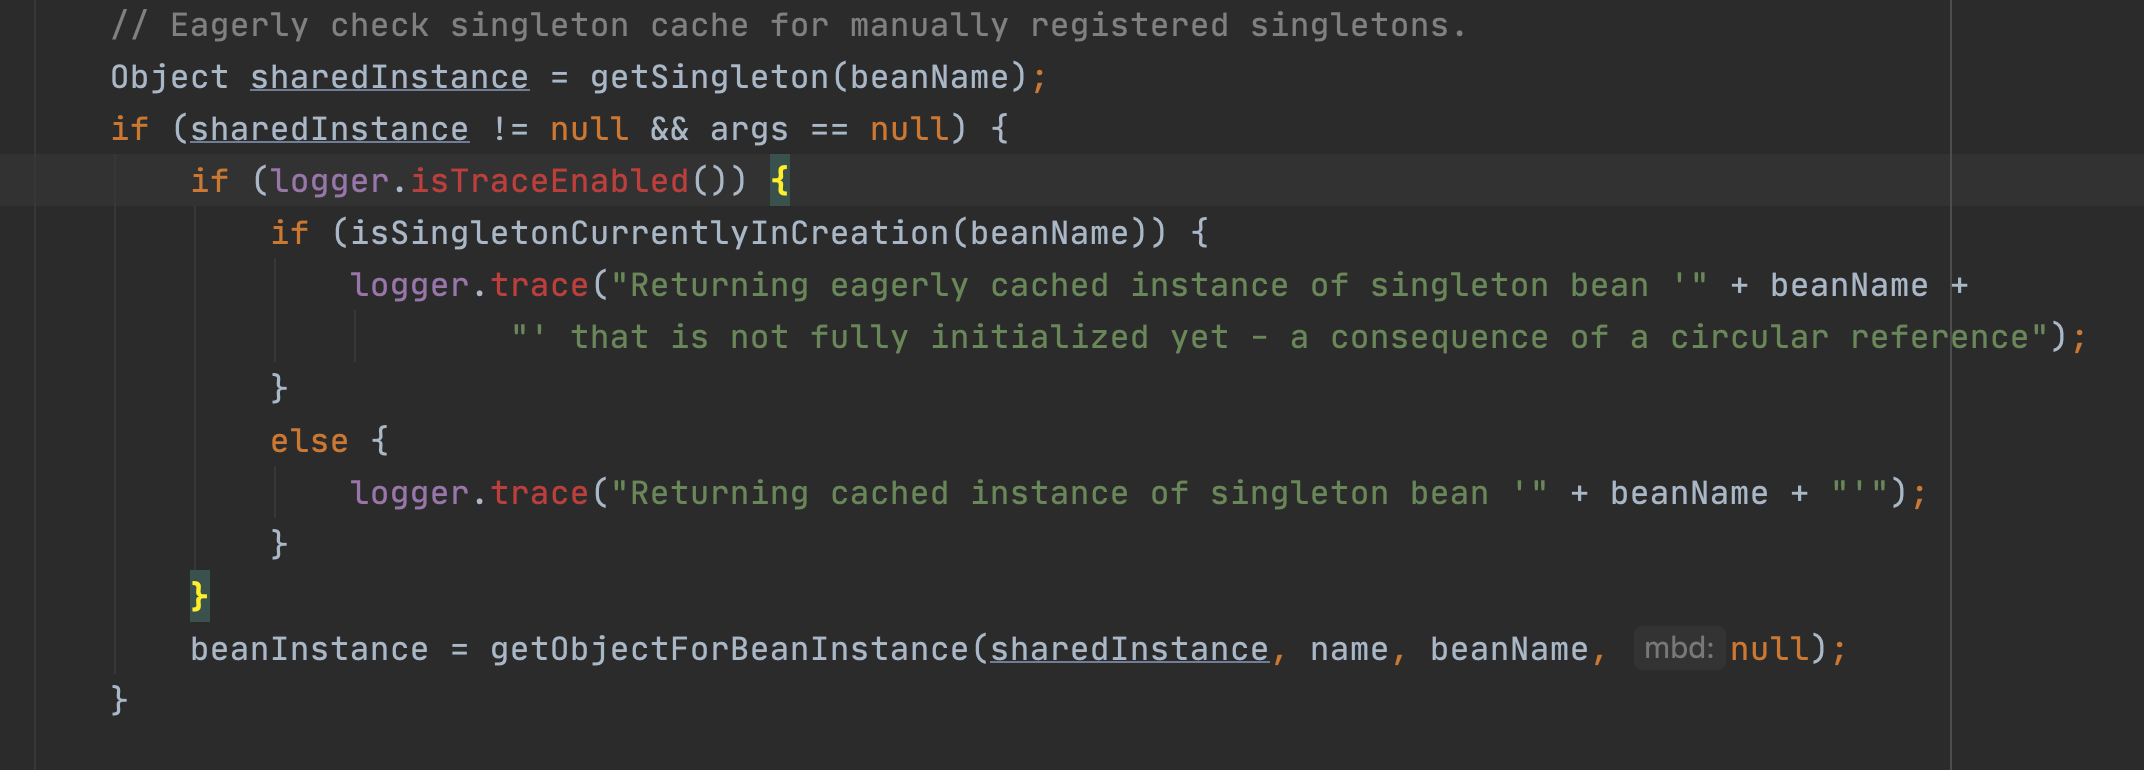 // Eagerly check singleton cache for manually registered singletons.
Object sharedInstance = getSingleton(beanName);
if (sharedInstance != null && args == null) {
if (logger.isTraceEnabled()) {
if (isSingletonCurrentlyInCreation(beanName)) {
logger.trace("Returning eagerly cached instance of singleton bean '" + beanName +
"' that is not fully initialized yet - a consequence of a circular reference");
}
else {
logger.trace("Returning cached instance of singleton bean '" + beanName + "'");
}
}
beanInstance = getObjectForBeanInstance(sharedInstance, name, beanName, mbd: null);
}